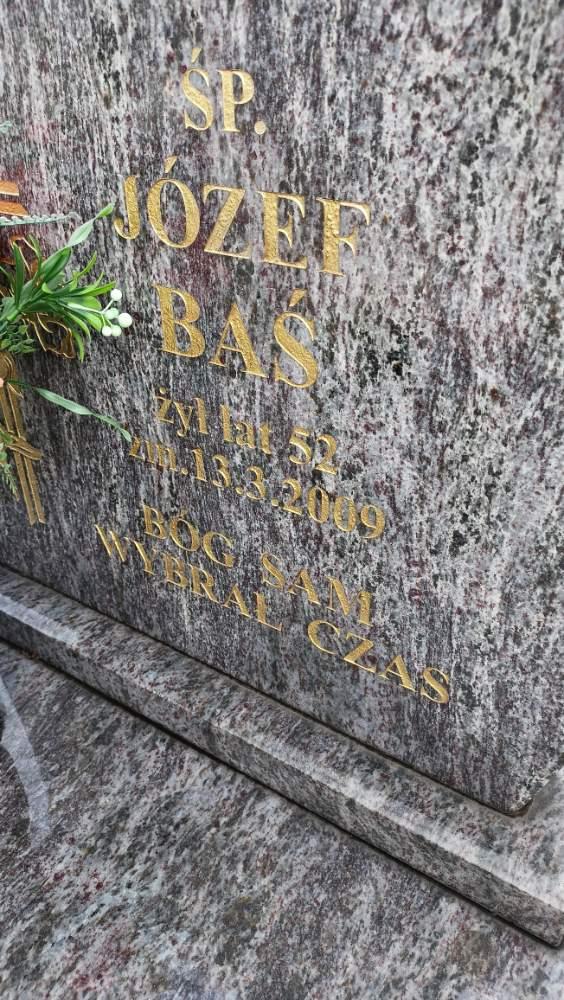 ŚP.
JÓZEF
BAŚ
żył lat 52
zm.13.3.2009
BÓG SAM
WYBRAŁ CZAS